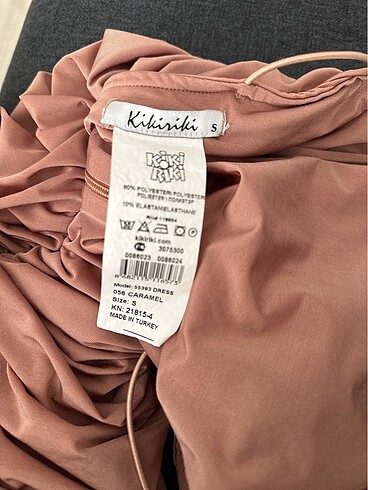 Kikiriki
S
KIKI
RIKI
90% POLYESTER/
10% ELASTANE/ELASTHANE
kikiriki.com
3075300
0088023 0088024
Model: 55393 DRESS
056 CARAMEL
Size: S
KN: 21815-4
MADE IN TURKEY